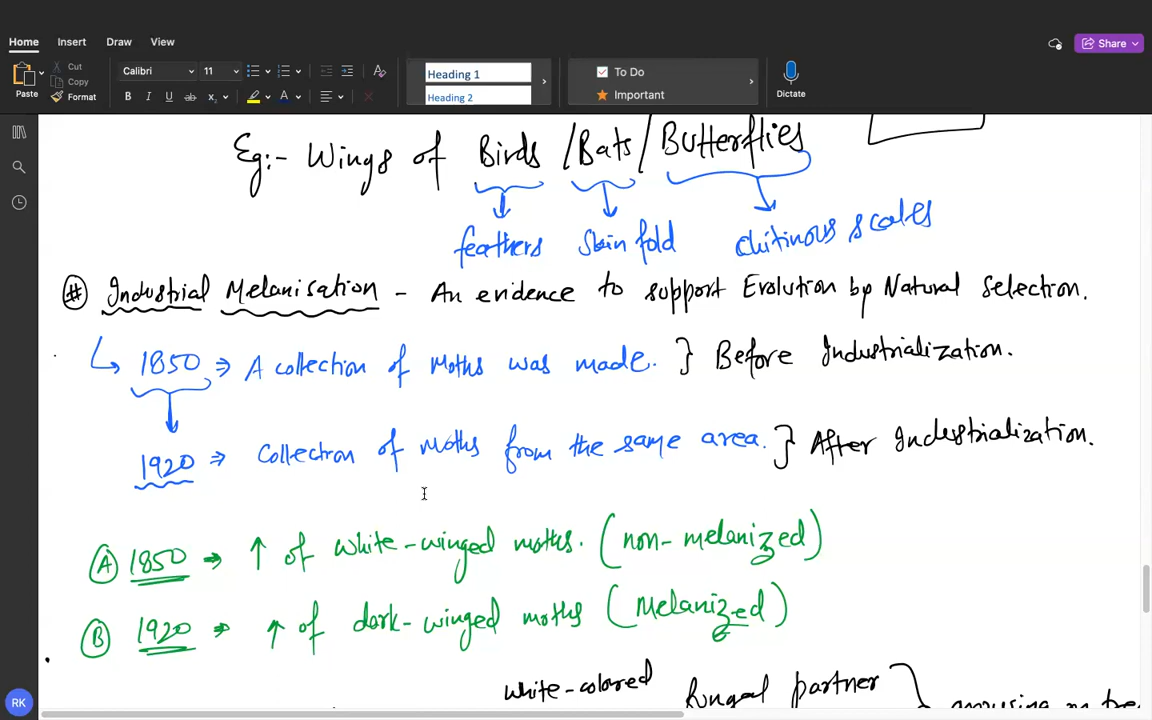 Home Insert Draw View
Share
Paste
Cut
Copy
Format
Calibri 11
B I U ab x₂ A
Heading 1
Heading 2
To Do
Important
Dictate
Eg:- Wings of Birds / Bats / Butterflies
feathers skin fold chitinous scales
# Industrial Melanisation - An evidence to support Evolution by Natural Selection.
↳ 1850 ⇒ A collection of Moths was made. } Before Industrialization.
1920 ⇒ Collection of moths from the same area. } After Industrialization.
A 1850 → ↑ of white-winged moths. (non-melanized)
B 1920 → ↑ of dark-winged moths (Melanized)
white-colored fungal partner
RK